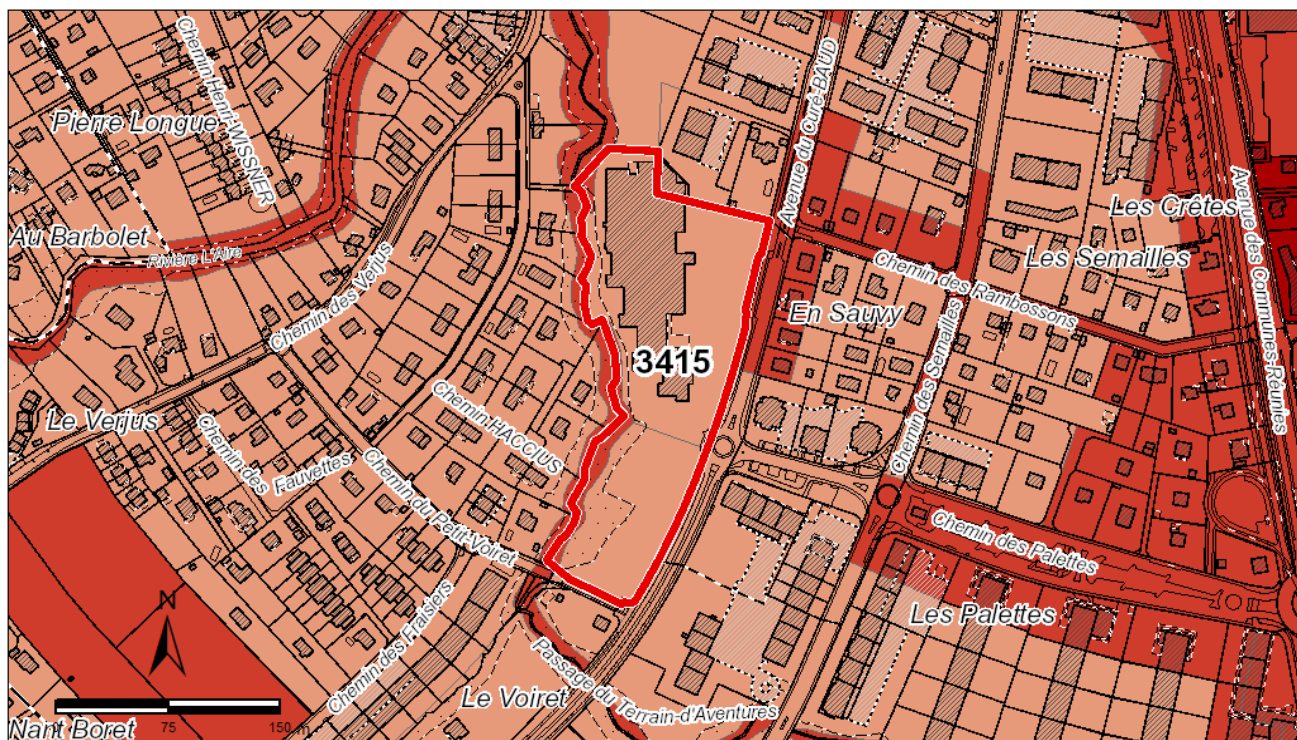 Chemin Henri-WISSNER
Pierre Longue
Au Barbolet
Rivière L'Aire
Chemin des Verjus
Avenue du Curé-BAUD
Les Crêtes
Les Semailles
Avenue des Communes-Réunies
Chemin des Rambossons
En Sauvy
Chemin des Semailles
3415
Le Verjus
Chemin des Fauvettes
Chemin HACCIUS
Chemin du Petit-Voiret
Chemin des Palettes
Les Palettes
Chemin des Fraisiers
Passage du Terrain-d'Aventures
Le Voiret
N
75
150 m
Nant Boret